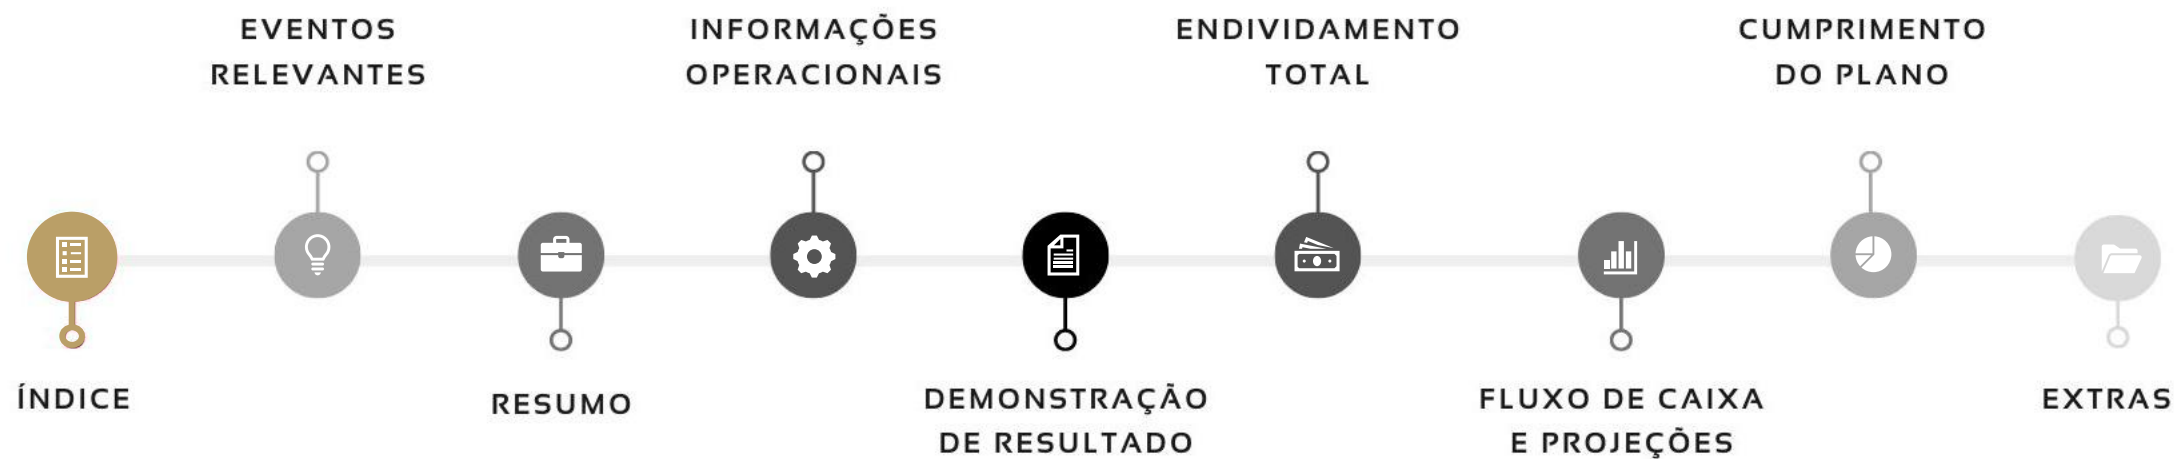 ÍNDICE
EVENTOS
RELEVANTES
RESUMO
INFORMAÇÕES
OPERACIONAIS
DEMONSTRAÇÃO
DE RESULTADO
ENDIVIDAMENTO
TOTAL
FLUXO DE CAIXA
E PROJEÇÕES
CUMPRIMENTO
DO PLANO
EXTRAS